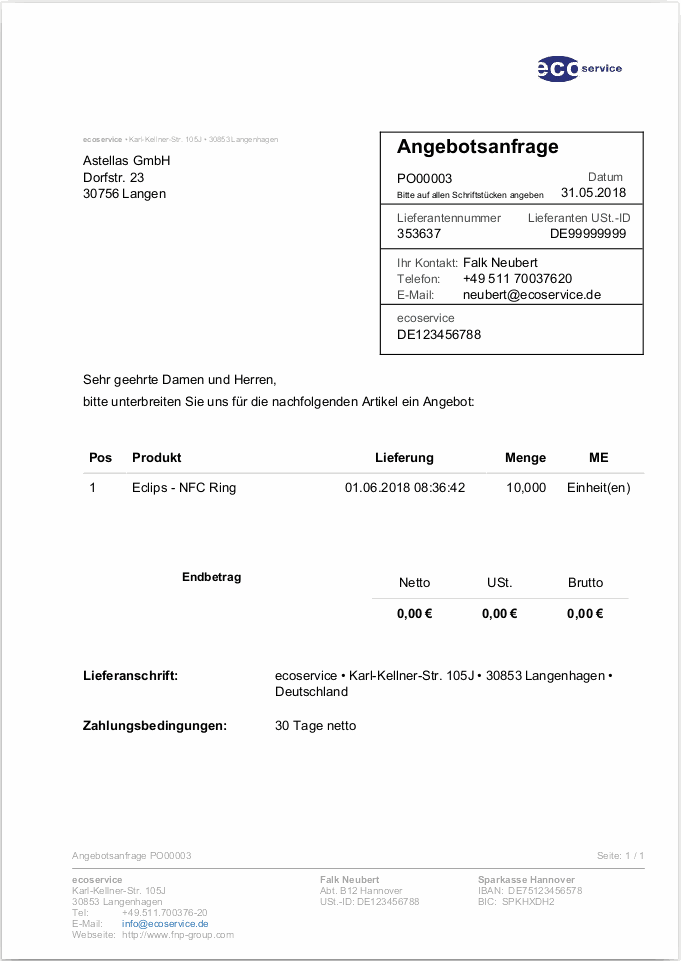 eco service
ecoservice • Karl-Kellner-Str. 105J • 30853 Langenhagen
Astellas GmbH
Dorfstr. 23
30756 Langen
Angebotsanfrage
PO00003 Datum
Bitte auf allen Schriftstücken angeben 31.05.2018
Lieferantennummer Lieferanten USt.-ID
353637 DE99999999
Ihr Kontakt: Falk Neubert
Telefon: +49 511 70037620
E-Mail: neubert@ecoservice.de
ecoservice
DE123456788
Sehr geehrte Damen und Herren,
bitte unterbreiten Sie uns für die nachfolgenden Artikel ein Angebot:
Pos Produkt Lieferung Menge ME
1 Eclips - NFC Ring 01.06.2018 08:36:42 10,000 Einheit(en)
Endbetrag
Netto USt. Brutto
0,00 € 0,00 € 0,00 €
Lieferanschrift: ecoservice • Karl-Kellner-Str. 105J • 30853 Langenhagen •
Deutschland
Zahlungsbedingungen: 30 Tage netto
Angebotsanfrage PO00003 Seite: 1 / 1
ecoservice Falk Neubert Sparkasse Hannover
Karl-Kellner-Str. 105J Abt. B12 Hannover IBAN: DE75123456578
30853 Langenhagen USt.-ID: DE123456788 BIC: SPKHXDH2
Tel: +49.511.700376-20
E-Mail: info@ecoservice.de
Webseite: http://www.fnp-group.com